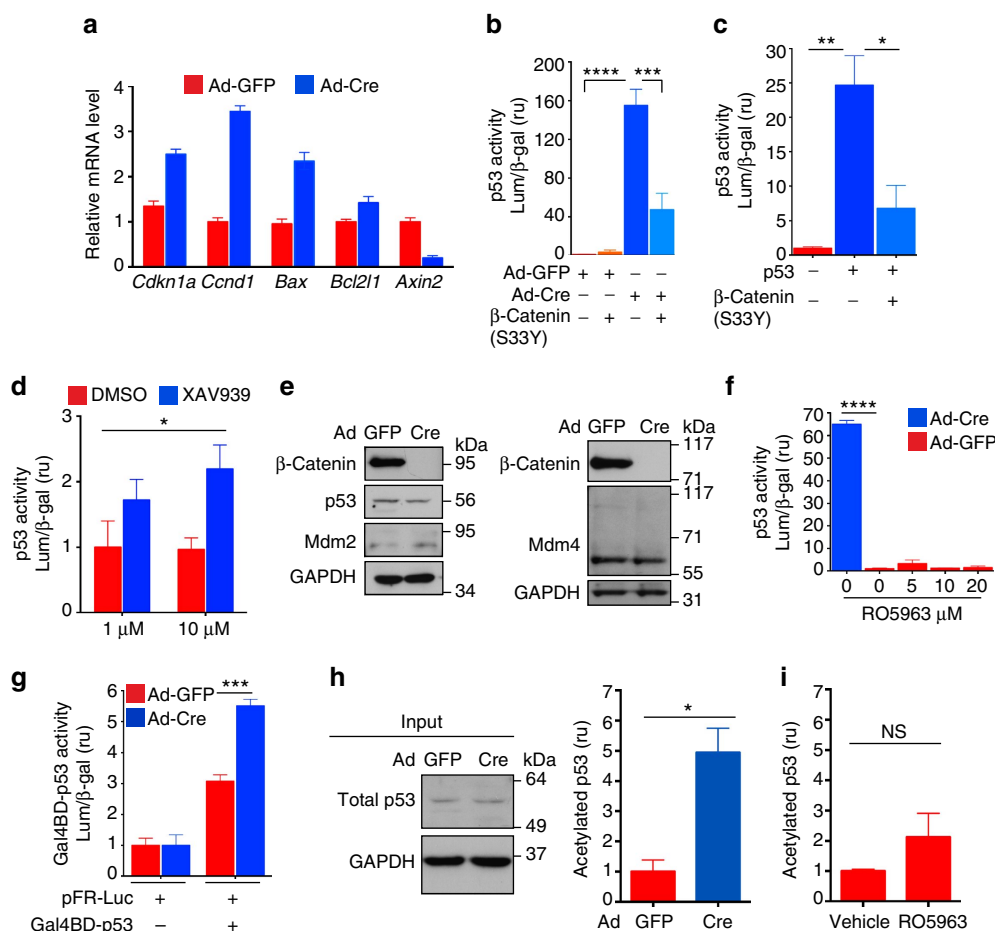 a
Ad-GFP Ad-Cre
Relative mRNA level
4
3
2
1
0
Cdkn1a Ccnd1 Bax Bcl2l1 Axin2
b
**** ***
p53 activity
Lum/β-gal (ru)
200
160
120
80
40
0
Ad-GFP + + – –
Ad-Cre – – + +
β-Catenin – + – +
(S33Y)
c
** *
p53 activity
Lum/β-gal (ru)
30
25
20
15
10
5
0
p53 – + +
β-Catenin – – +
(S33Y)
d
DMSO XAV939
*
p53 activity
Lum/β-gal (ru)
3
2
1
0
1 μM 10 μM
e
Ad GFP Cre kDa
β-Catenin 95
p53 56
Mdm2 95
GAPDH 34
Ad GFP Cre kDa
117
β-Catenin 71
117
71
Mdm4
55
GAPDH 31
f
****
Ad-Cre
Ad-GFP
p53 activity
Lum/β-gal (ru)
70
60
50
40
30
20
10
0
0 0 5 10 20
RO5963 μM
g
Ad-GFP
Ad-Cre
***
Gal4BD-p53 activity
Lum/β-gal (ru)
6
5
4
3
2
1
0
pFR-Luc + +
Gal4BD-p53 – +
h
Input
Ad GFP Cre kDa
64
Total p53
49
37
GAPDH
*
Acetylated p53 (ru)
7
6
5
4
3
2
1
0
Ad GFP Cre
i
NS
Acetylated p53 (ru)
7
6
5
4
3
2
1
0
Vehicle RO5963